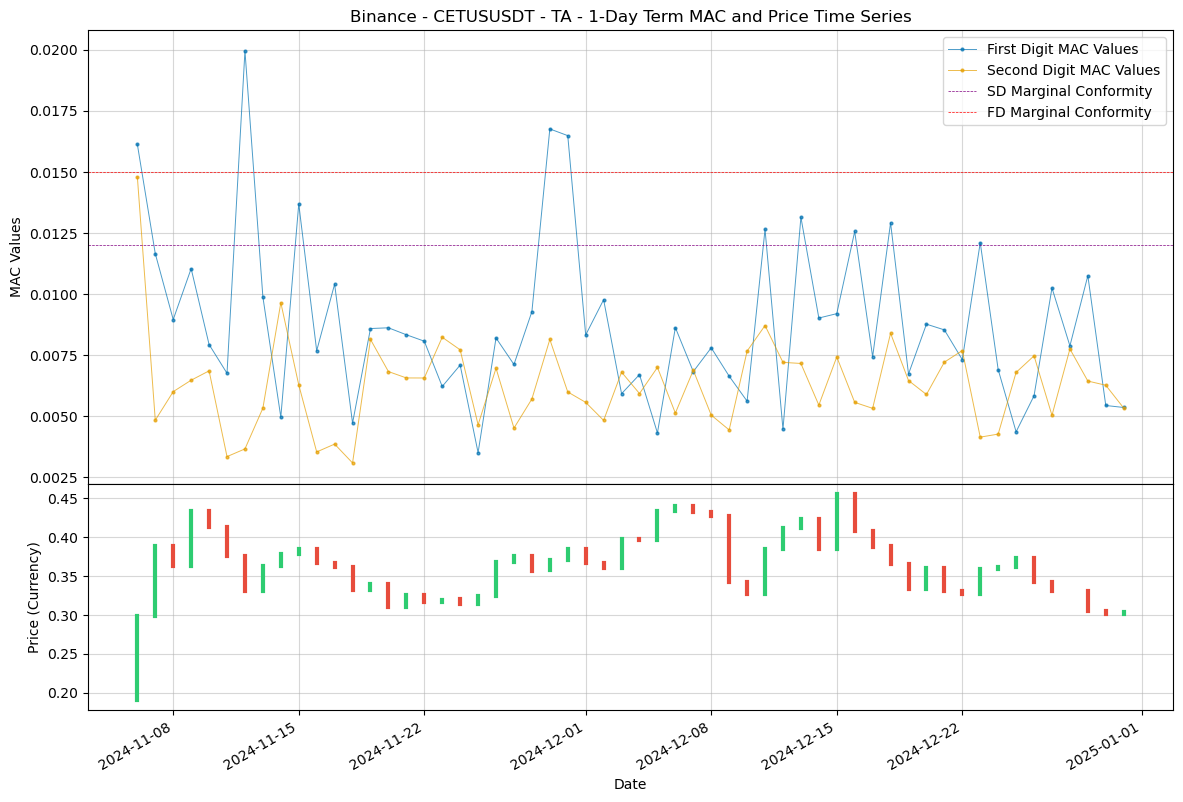 Binance - CETUSUSDT - TA - 1-Day Term MAC and Price Time Series
First Digit MAC Values
Second Digit MAC Values
SD Marginal Conformity
FD Marginal Conformity
MAC Values
0.0200
0.0175
0.0150
0.0125
0.0100
0.0075
0.0050
0.0025
Price (Currency)
0.45
0.40
0.35
0.30
0.25
0.20
2024-11-08
2024-11-15
2024-11-22
2024-12-01
2024-12-08
2024-12-15
2024-12-22
2025-01-01
Date